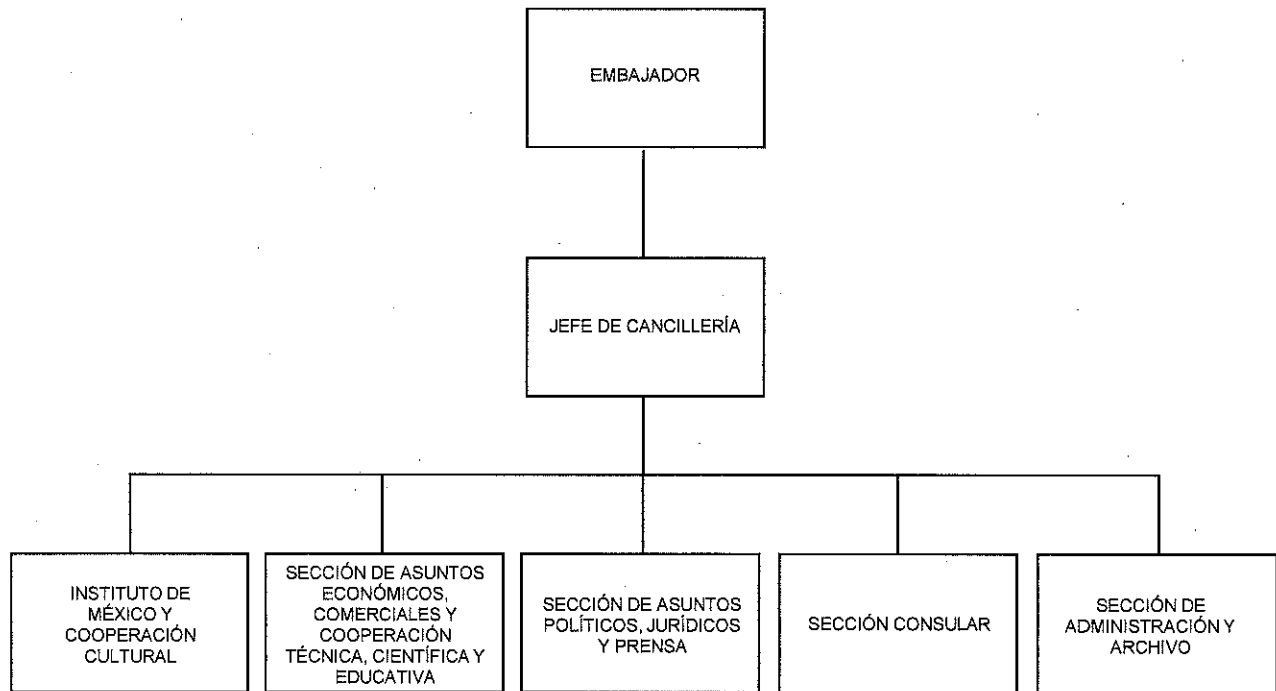 EMBAJADOR
JEFE DE CANCILLERÍA
INSTITUTO DE
MÉXICO Y
COOPERACIÓN
CULTURAL
SECCIÓN DE ASUNTOS
ECONÓMICOS,
COMERCIALES Y
COOPERACIÓN
TÉCNICA, CIENTÍFICA Y
EDUCATIVA
SECCIÓN DE ASUNTOS
POLÍTICOS, JURÍDICOS
Y PRENSA
SECCIÓN CONSULAR
SECCIÓN DE
ADMINISTRACIÓN Y
ARCHIVO